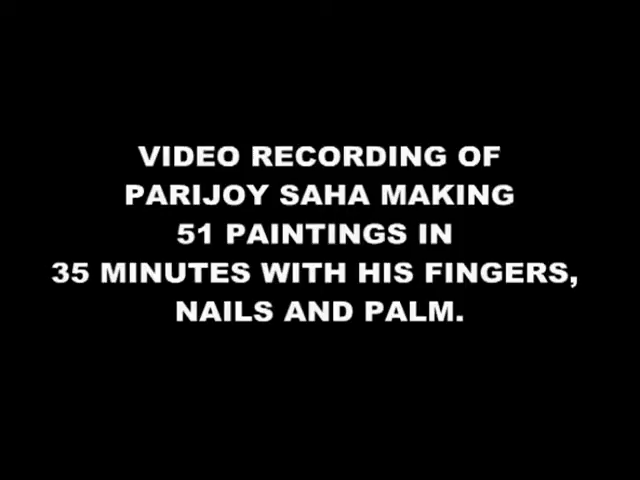 VIDEO RECORDING OF
PARIJOY SAHA MAKING
51 PAINTINGS IN
35 MINUTES WITH HIS FINGERS,
NAILS AND PALM.